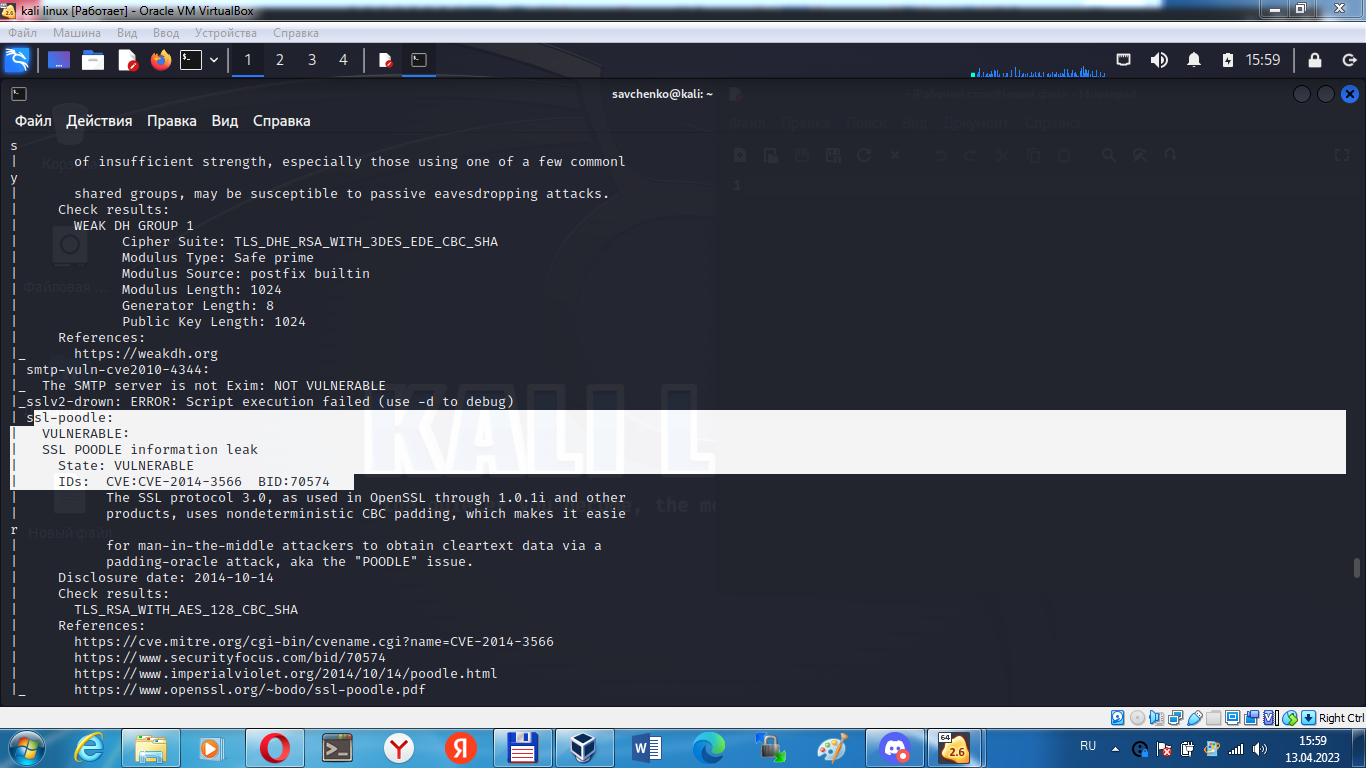 kali linux [Работает] - Oracle VM VirtualBox
Файл Машина Вид Ввод Устройства Справка
1 2 3 4 15:59
savchenko@kali: ~
Файл Действия Правка Вид Справка
s
| of insufficient strength, especially those using one of a few commonl
y
| shared groups, may be susceptible to passive eavesdropping attacks.
| Check results:
| WEAK DH GROUP 1
| Cipher Suite: TLS_DHE_RSA_WITH_3DES_EDE_CBC_SHA
| Modulus Type: Safe prime
| Modulus Source: postfix builtin
| Modulus Length: 1024
| Generator Length: 8
| Public Key Length: 1024
| References:
|_ https://weakdh.org
| smtp-vuln-cve2010-4344:
|_ The SMTP server is not Exim: NOT VULNERABLE
|_sslv2-drown: ERROR: Script execution failed (use -d to debug)
| ssl-poodle:
| VULNERABLE:
| SSL POODLE information leak
| State: VULNERABLE
| IDs: CVE:CVE-2014-3566 BID:70574
| The SSL protocol 3.0, as used in OpenSSL through 1.0.1i and other
| products, uses nondeterministic CBC padding, which makes it easie
r
| for man-in-the-middle attackers to obtain cleartext data via a
| padding-oracle attack, aka the "POODLE" issue.
| Disclosure date: 2014-10-14
| Check results:
| TLS_RSA_WITH_AES_128_CBC_SHA
| References:
| https://cve.mitre.org/cgi-bin/cvename.cgi?name=CVE-2014-3566
| https://www.securityfocus.com/bid/70574
| https://www.imperialviolet.org/2014/10/14/poodle.html
|_ https://www.openssl.org/~bodo/ssl-poodle.pdf
Файловая ...
Новый файл
KALI L
the mo
1
Right Ctrl
RU
64
2.6
15:59
13.04.2023